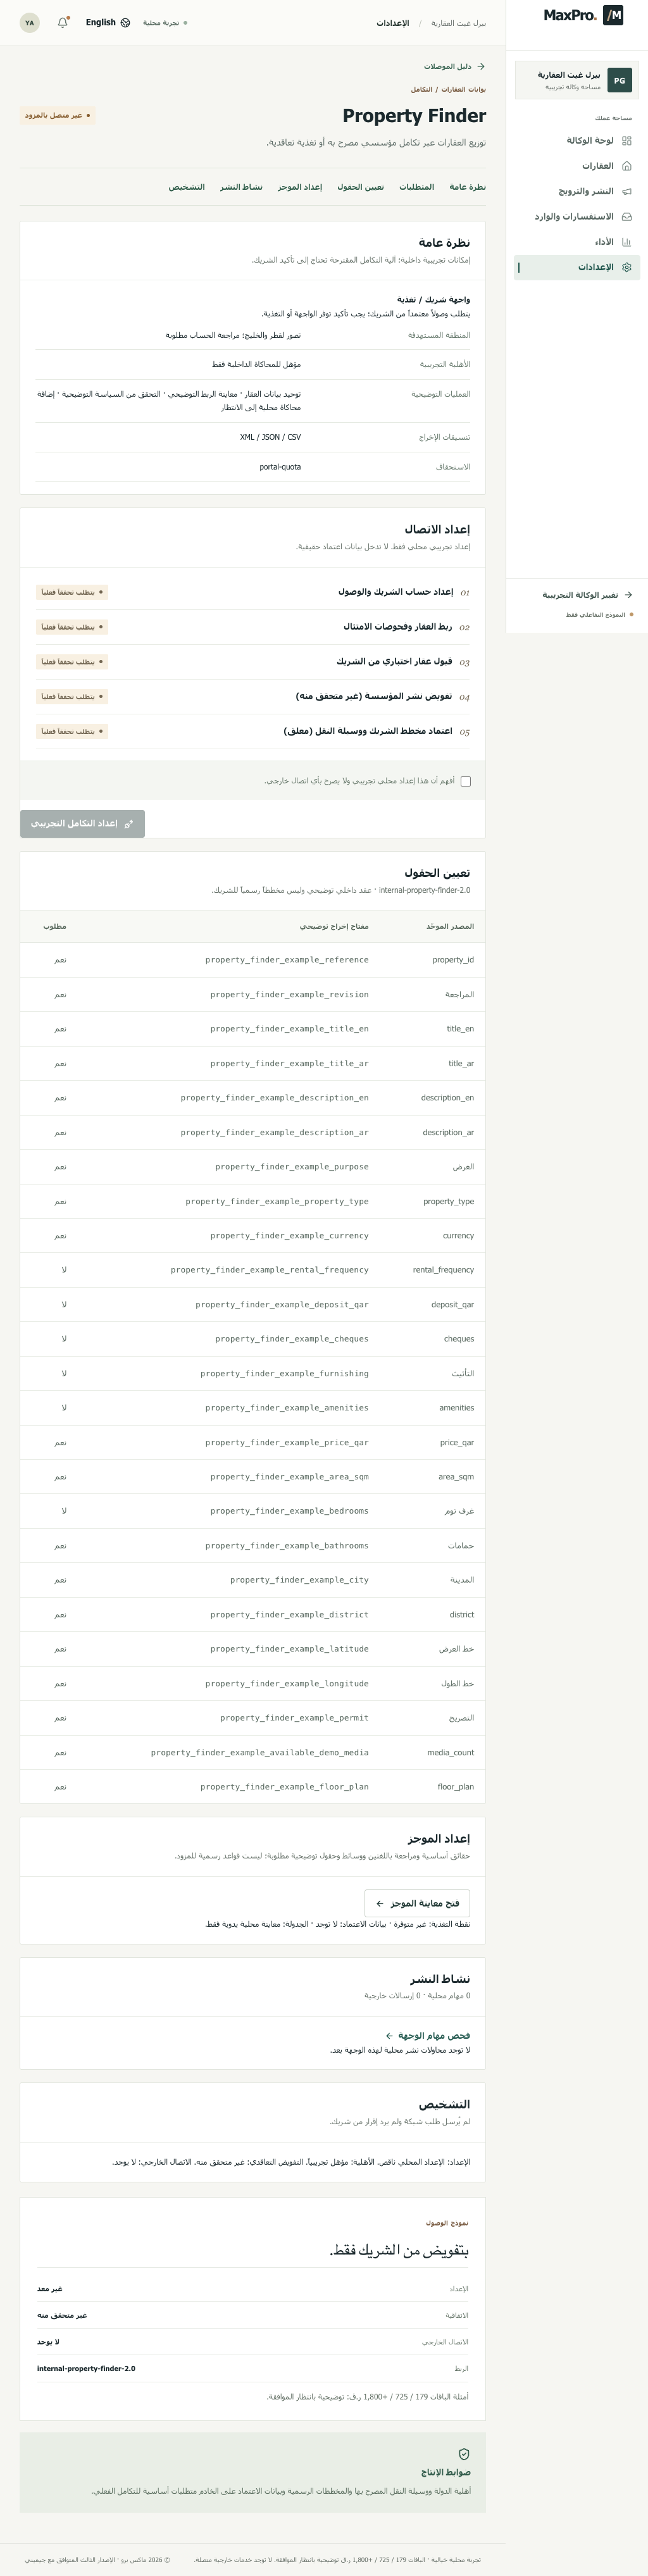 MaxPro. /M
PG
بيرل غيت العقارية
مساحة وكالة تجريبية
مساحة عملك
لوحة الوكالة
العقارات
النشر والترويج
الاستفسارات والوارد
الأداء
الإعدادات
تغيير الوكالة التجريبية
النموذج التفاعلي فقط
بيرل غيت العقارية / الإعدادات
تجربة محلية
English
YA
دليل الموصلات
بوابات العقارات / التكامل
Property Finder
غير متصل بالمزود
توزيع العقارات عبر تكامل مؤسسي مصرح به أو تغذية تعاقدية.
نظرة عامة المتطلبات تعيين الحقول إعداد الموجز نشاط النشر التشخيص
نظرة عامة
إمكانات تجريبية داخلية؛ آلية التكامل المقترحة تحتاج إلى تأكيد الشريك.
واجهة شريك / تغذية
يتطلب وصولاً معتمداً من الشريك؛ يجب تأكيد توفر الواجهة أو التغذية.
المنطقة المستهدفة تصور لقطر والخليج؛ مراجعة الحساب مطلوبة
الأهلية التجريبية مؤهل للمحاكاة الداخلية فقط
العمليات التوضيحية توحيد بيانات العقار · معاينة الربط التوضيحي · التحقق من السياسة التوضيحية · إضافة
محاكاة محلية إلى الانتظار
تنسيقات الإخراج XML / JSON / CSV
الاستحقاق portal-quota
إعداد الاتصال
إعداد تجريبي محلي فقط. لا تدخل بيانات اعتماد حقيقية.
01 إعداد حساب الشريك والوصول يتطلب تحققاً فعلياً
02 ربط العقار وفحوصات الامتثال يتطلب تحققاً فعلياً
03 قبول عقار اختباري من الشريك يتطلب تحققاً فعلياً
04 تفويض نشر المؤسسة (غير متحقق منه) يتطلب تحققاً فعلياً
05 اعتماد مخطط الشريك ووسيلة النقل (معلق) يتطلب تحققاً فعلياً
أفهم أن هذا إعداد محلي تجريبي ولا يصرح بأي اتصال خارجي.
إعداد التكامل التجريبي
تعيين الحقول
internal-property-finder-2.0 · عقد داخلي توضيحي وليس مخططاً رسمياً للشريك.
المصدر الموحّد مفتاح إخراج توضيحي مطلوب
property_id property_finder_example_reference نعم
المراجعة property_finder_example_revision نعم
title_en property_finder_example_title_en نعم
title_ar property_finder_example_title_ar نعم
description_en property_finder_example_description_en نعم
description_ar property_finder_example_description_ar نعم
الغرض property_finder_example_purpose نعم
property_type property_finder_example_property_type نعم
currency property_finder_example_currency نعم
rental_frequency property_finder_example_rental_frequency لا
deposit_qar property_finder_example_deposit_qar لا
cheques property_finder_example_cheques لا
التأثيث property_finder_example_furnishing لا
amenities property_finder_example_amenities لا
price_qar property_finder_example_price_qar نعم
area_sqm property_finder_example_area_sqm نعم
غرف نوم property_finder_example_bedrooms لا
حمامات property_finder_example_bathrooms نعم
المدينة property_finder_example_city نعم
district property_finder_example_district نعم
خط العرض property_finder_example_latitude نعم
خط الطول property_finder_example_longitude نعم
التصريح property_finder_example_permit نعم
media_count property_finder_example_available_demo_media نعم
floor_plan property_finder_example_floor_plan نعم
إعداد الموجز
حقائق أساسية ومراجعة باللغتين ووسائط وحقول توضيحية مطلوبة؛ ليست قواعد رسمية للمزود.
فتح معاينة الموجز
نقطة التغذية: غير متوفرة · بيانات الاعتماد: لا توجد · الجدولة: معاينة محلية يدوية فقط.
نشاط النشر
0 مهام محلية · 0 إرسالات خارجية
فحص مهام الوجهة
لا توجد محاولات نشر محلية لهذه الوجهة بعد.
التشخيص
لم يُرسل طلب شبكة ولم يرد إقرار من شريك.
الإعداد: الإعداد المحلي ناقص. الأهلية: مؤهل تجريبياً. التفويض التعاقدي: غير متحقق منه. الاتصال الخارجي: لا يوجد.
نموذج الوصول
بتفويض من الشريك فقط.
الإعداد غير معد
الاتفاقية غير متحقق منه
الاتصال الخارجي لا يوجد
الربط internal-property-finder-2.0
أمثلة الباقات 179 / 725 / +1,800 ر.ق؛ توضيحية بانتظار الموافقة.
ضوابط الإنتاج
أهلية الدولة ووسيلة النقل المصرح بها والمخططات الرسمية وبيانات الاعتماد على الخادم متطلبات أساسية للتكامل الفعلي.
تجربة محلية خيالية · الباقات 179 / 725 / +1,800 ر.ق توضيحية بانتظار الموافقة. لا توجد خدمات خارجية متصلة.
© 2026 ماكس برو · الإصدار الثالث المتوافق مع جيميني